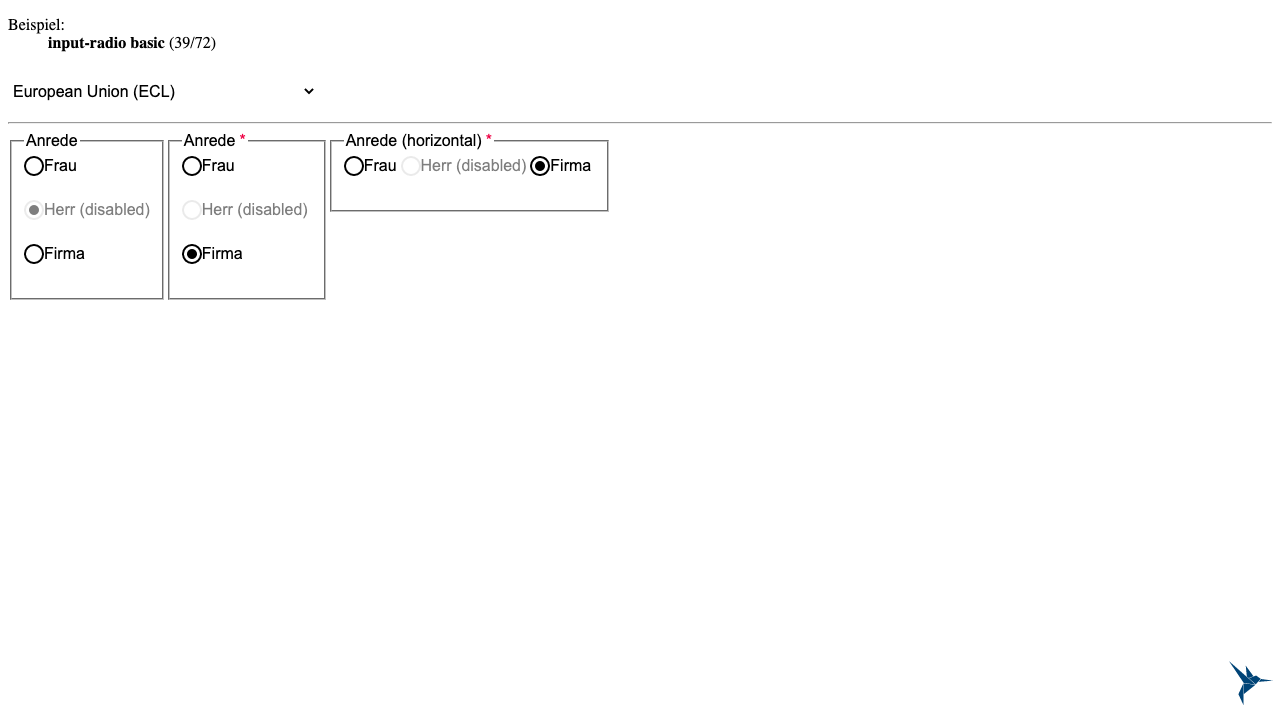 Beispiel:
input-radio basic (39/72)
European Union (ECL)
Anrede
Frau
Herr (disabled)
Firma
Anrede *
Frau
Herr (disabled)
Firma
Anrede (horizontal) *
Frau Herr (disabled) Firma